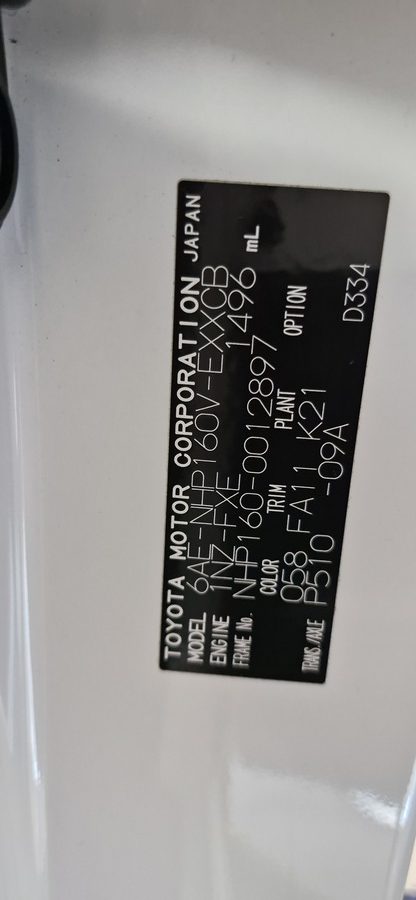 TOYOTA MOTOR CORPORATION JAPAN
MODEL 6AE-NHP160V-EXXCB
ENGINE 1NZ-FXE 1496 mL
FRAME No. NHP160-0012897
COLOR TRIM PLANT OPTION
058 FA11 K21
TRANS./AXLE P510 -09A D334